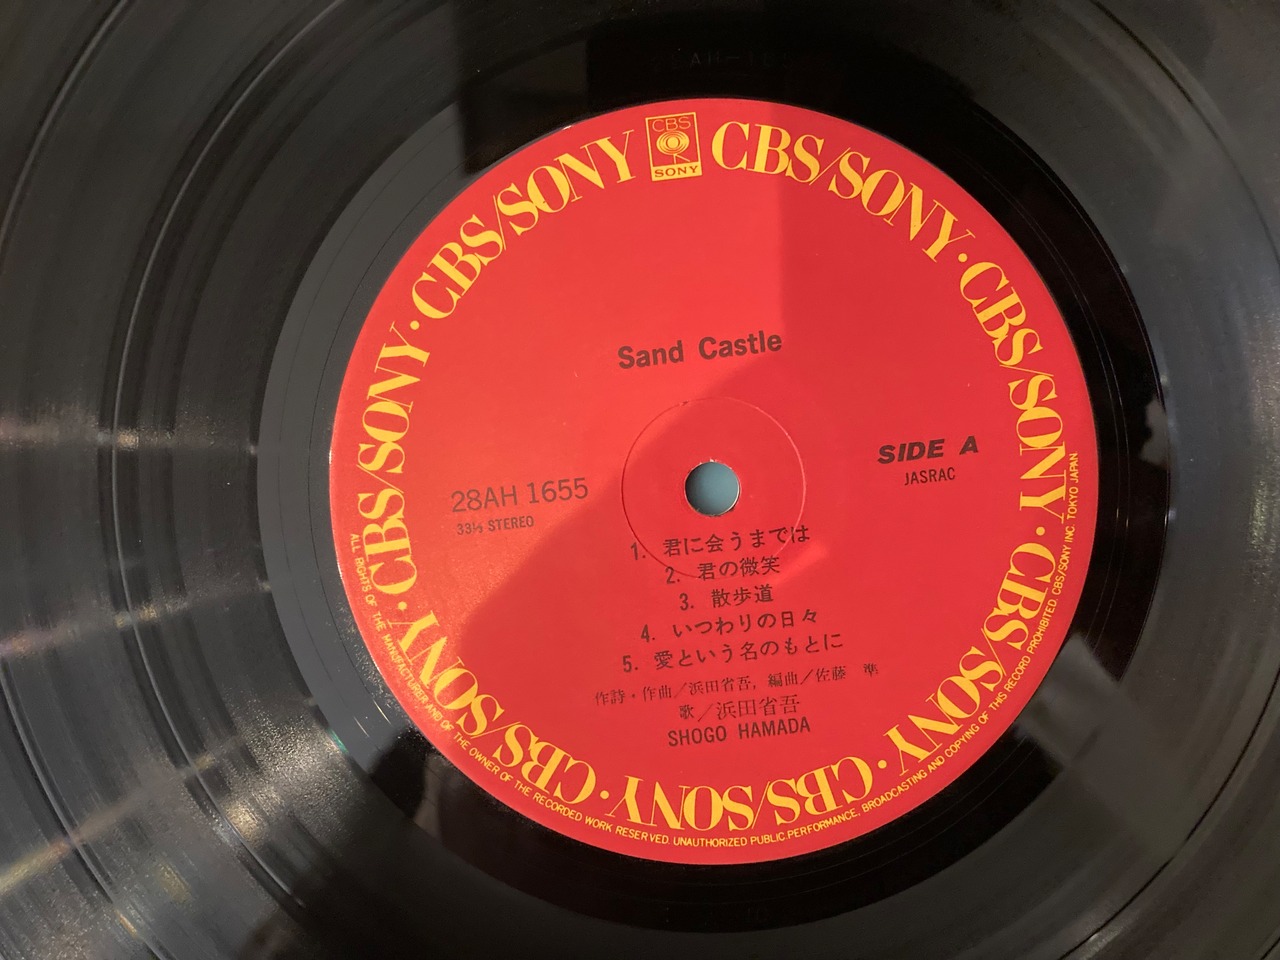 CBS
SONY
CBS/SONY · CBS/SONY · CBS/SONY · CBS/SONY · CBS/SONY · CBS/SONY · CBS/SONY · CBS/SONY
Sand Castle
SIDE A
JASRAC
28AH 1655
33⅓ STEREO
1. 君に会うまでは
2. 君の微笑
3. 散歩道
4. いつわりの日々
5. 愛という名のもとに
作詩・作曲／浜田省吾, 編曲／佐藤 準
歌／浜田省吾
SHOGO HAMADA
ALL RIGHTS OF THE MANUFACTURER AND OF THE OWNER OF THE RECORDED WORK RESERVED. UNAUTHORIZED PUBLIC PERFORMANCE, BROADCASTING AND COPYING OF THIS RECORD PROHIBITED. CBS/SONY INC. TOKYO JAPAN